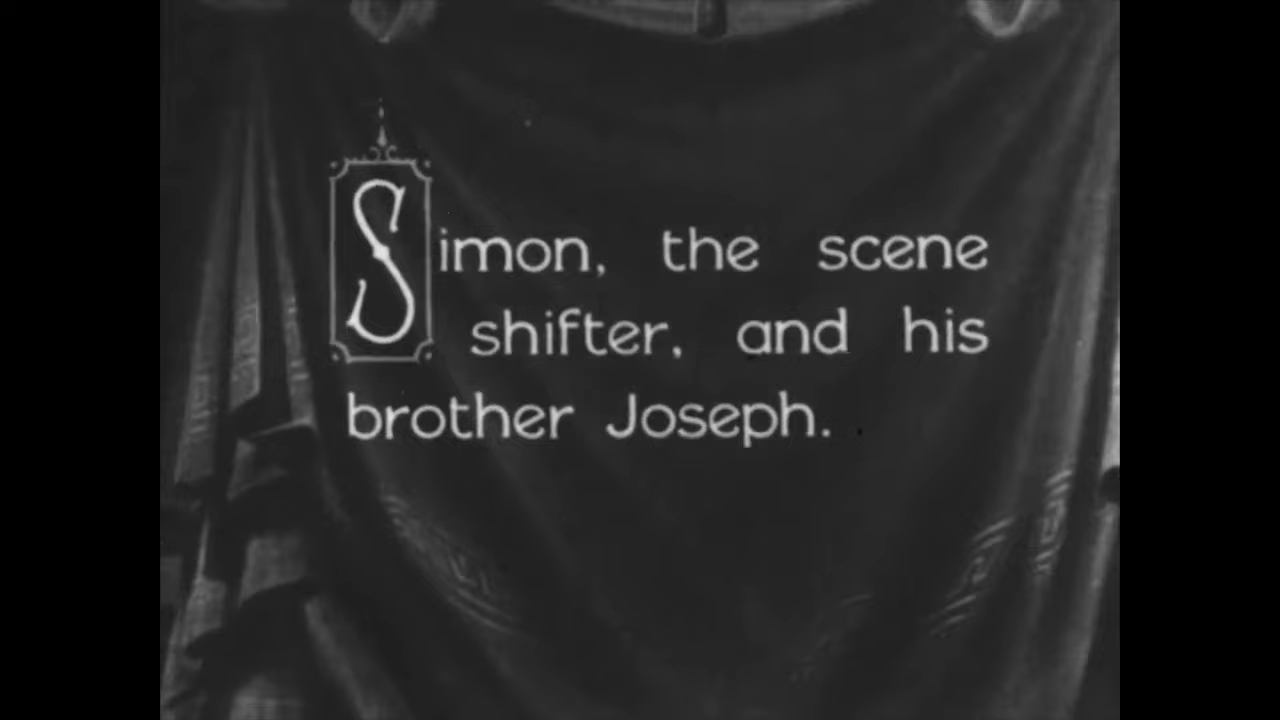 Simon, the scene
shifter, and his
brother Joseph.